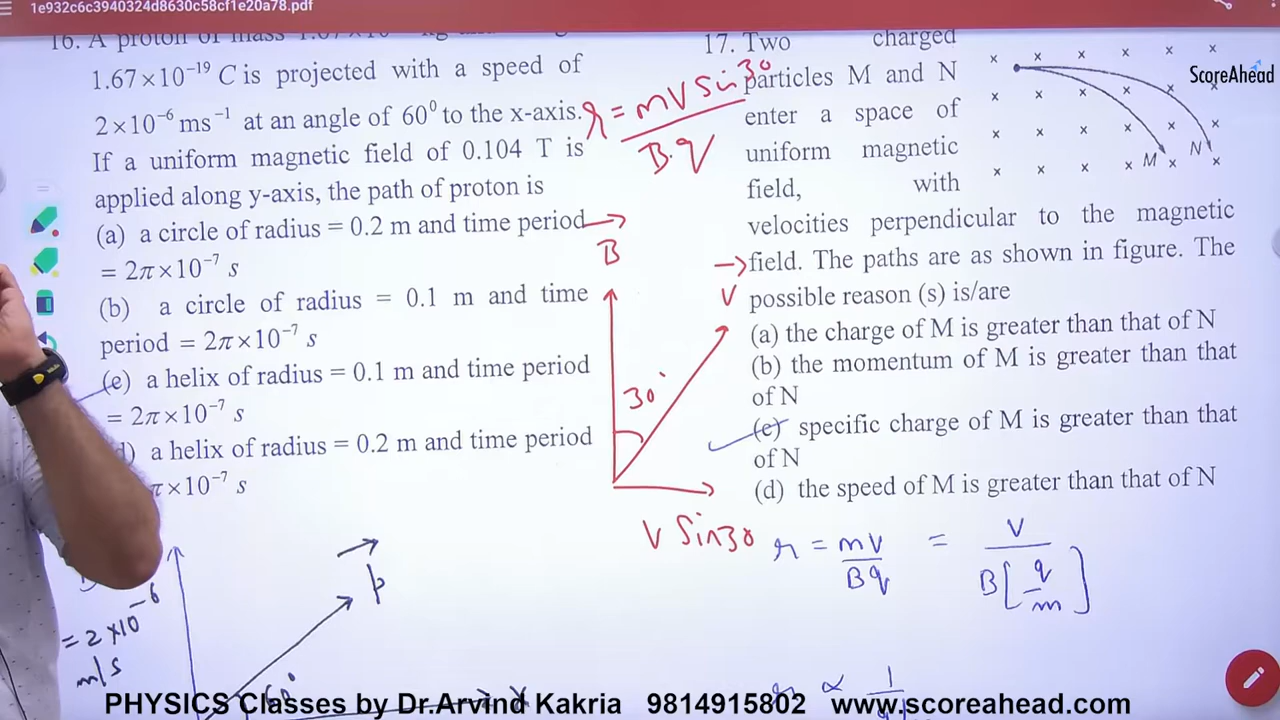 1e932c6c3940324d8630c58cf1e20a78.pdf
16. A proton of mass
1.67×10⁻¹⁹ C is projected with a speed of
2×10⁻⁶ ms⁻¹ at an angle of 60⁰ to the x-axis.
If a uniform magnetic field of 0.104 T is
applied along y-axis, the path of proton is
(a) a circle of radius = 0.2 m and time period
= 2π×10⁻⁷ s
(b) a circle of radius = 0.1 m and time
period = 2π×10⁻⁷ s
(c) a helix of radius = 0.1 m and time period
= 2π×10⁻⁷ s
d) a helix of radius = 0.2 m and time period
π×10⁻⁷ s
= 2×10⁻⁶
m/s
p
60°
x
r = mv sin30 / B.q
B
V
30°
V Sin30
17. Two charged
particles M and N
enter a space of
uniform magnetic
field, with
velocities perpendicular to the magnetic
field. The paths are as shown in figure. The
possible reason (s) is/are
(a) the charge of M is greater than that of N
(b) the momentum of M is greater than that
of N
(c) specific charge of M is greater than that
of N
(d) the speed of M is greater than that of N
M N
r = mv / Bq = V / B[q/m]
∝ 1
ScoreAhead
PHYSICS Classes by Dr.Arvind Kakria 9814915802 www.scoreahead.com